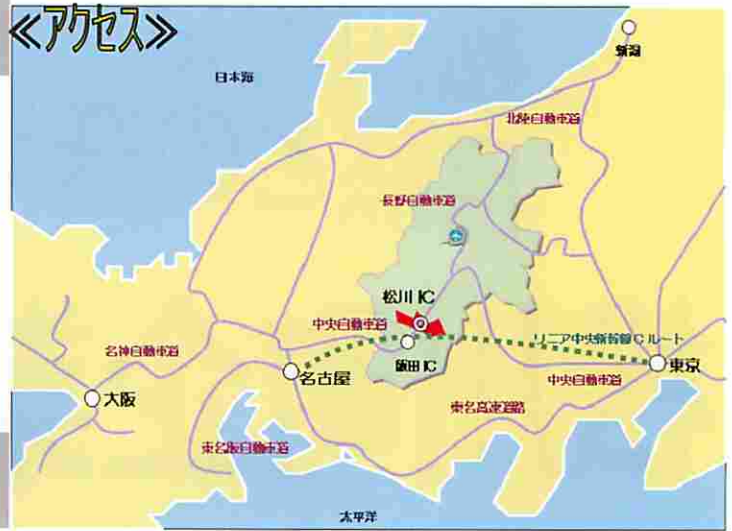 ≪アクセス≫
新潟
日本海
北陸自動車道
長野自動車道
松川IC
中央自動車道
リニア中央新幹線Cルート
名神自動車道
飯田IC
東京
名古屋
中央自動車道
大阪
東名高速道路
東名阪自動車道
太平洋